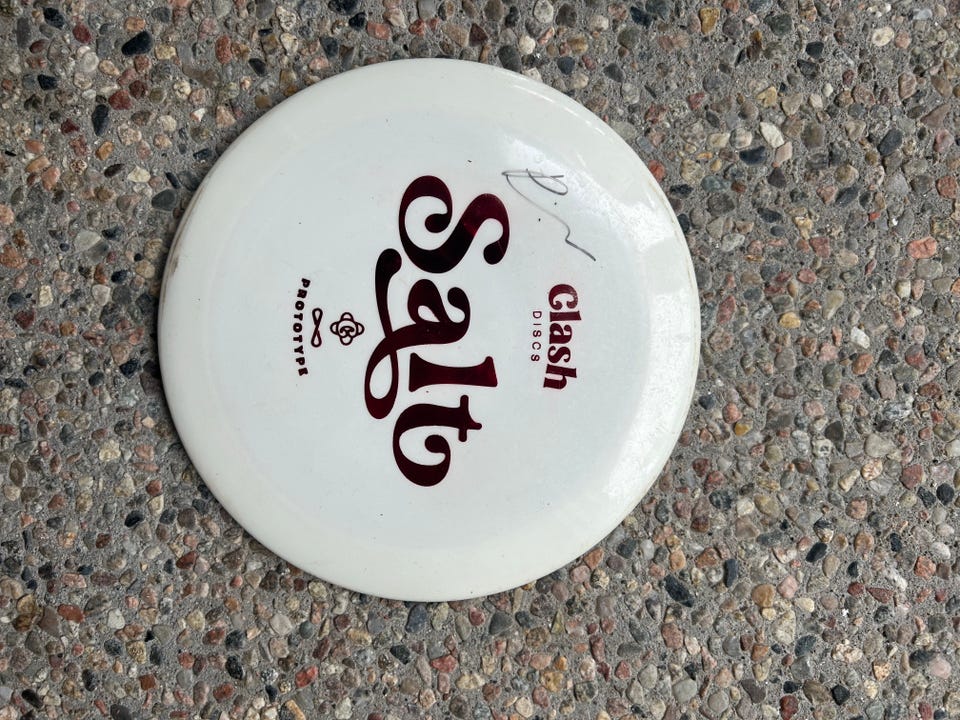 Clash
DISCS
Salt
PROTOTYPE